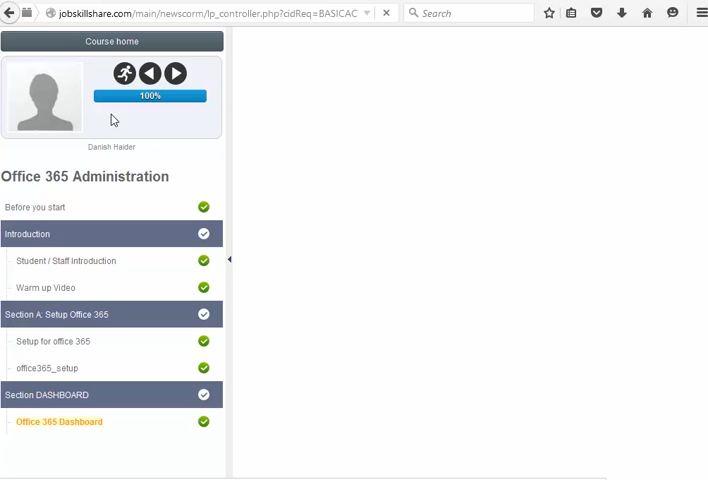 jobskillshare.com/main/newscorm/lp_controller.php?cidReq=BASICAC
Search
Course home
100%
Danish Haider
Office 365 Administration
Before you start
Introduction
Student / Staff Introduction
Warm up Video
Section A: Setup Office 365
Setup for office 365
office365_setup
Section DASHBOARD
Office 365 Dashboard